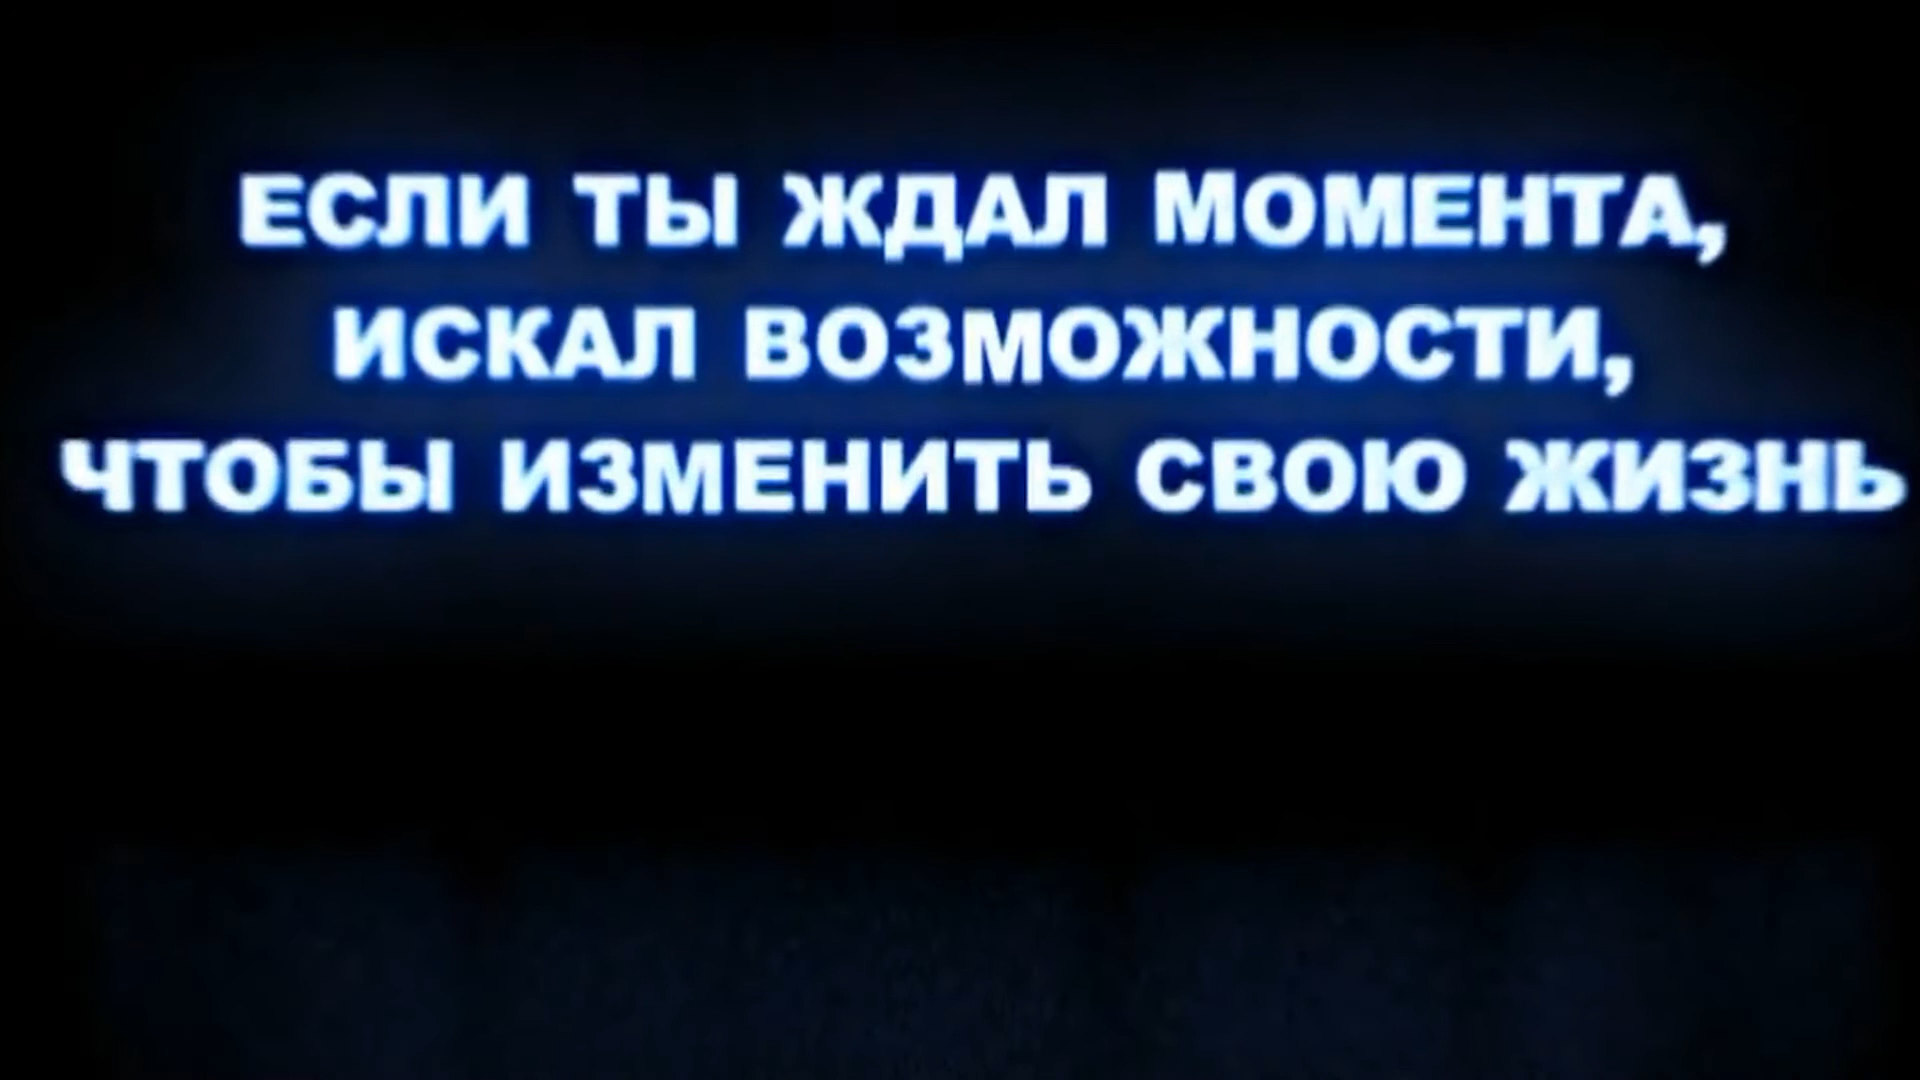 ЕСЛИ ТЫ ЖДАЛ МОМЕНТА,
ИСКАЛ ВОЗМОЖНОСТИ,
ЧТОБЫ ИЗМЕНИТЬ СВОЮ ЖИЗНЬ